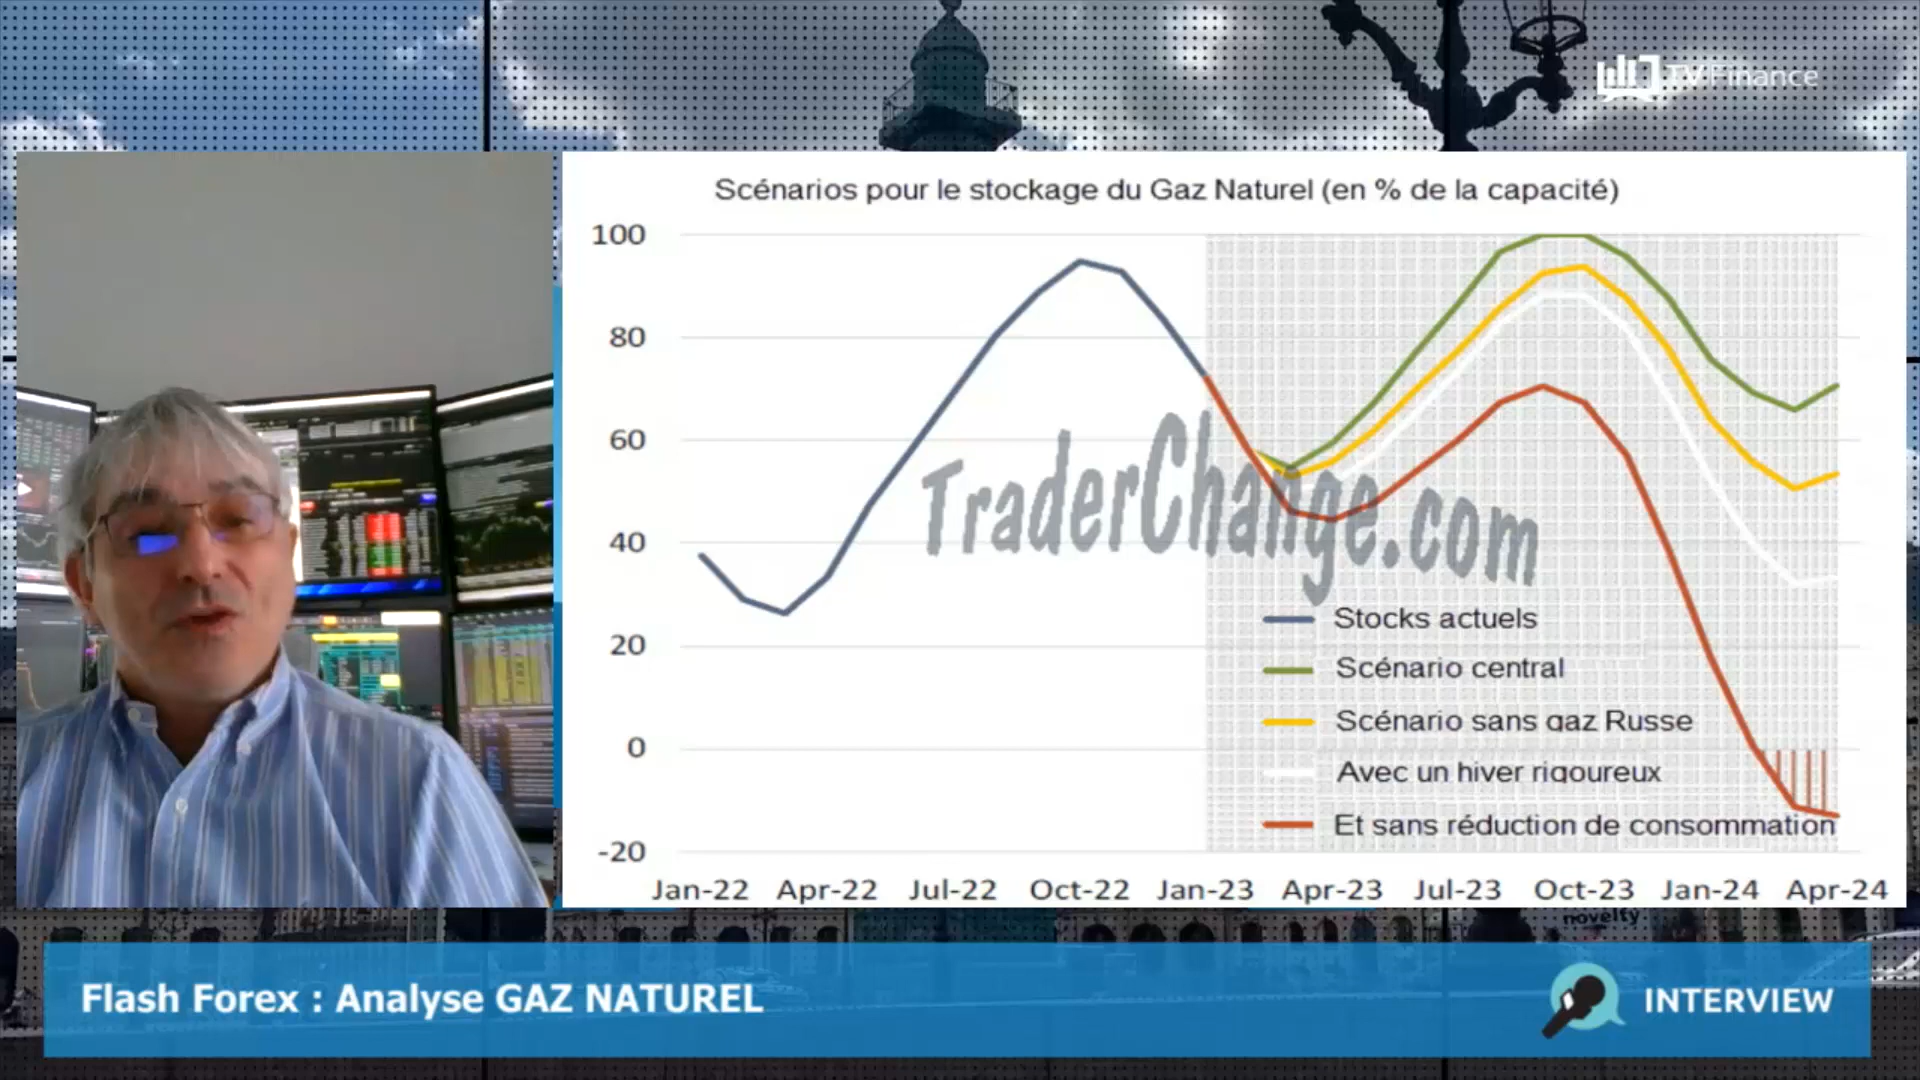 TV Finance
Scénarios pour le stockage du Gaz Naturel (en % de la capacité)
100
80
60
40
20
0
-20
TraderChange.com
Stocks actuels
Scénario central
Scénario sans gaz Russe
Avec un hiver rigoureux
Et sans réduction de consommation
Jan-22 Apr-22 Jul-22 Oct-22 Jan-23 Apr-23 Jul-23 Oct-23 Jan-24 Apr-24
novelty
Flash Forex : Analyse GAZ NATUREL
INTERVIEW